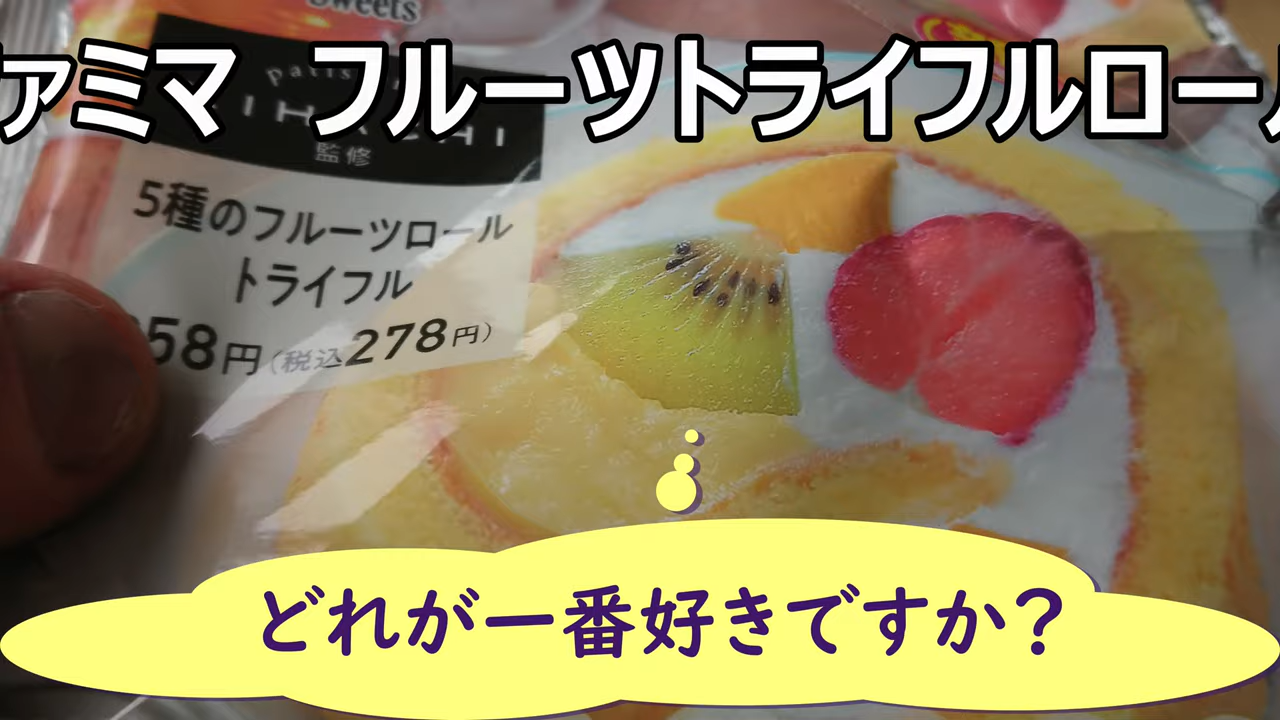 Sweets
ァミマ フルーツトライフルロール
監修
5種のフルーツロール
トライフル
58円(税込278円)
どれが一番好きですか?